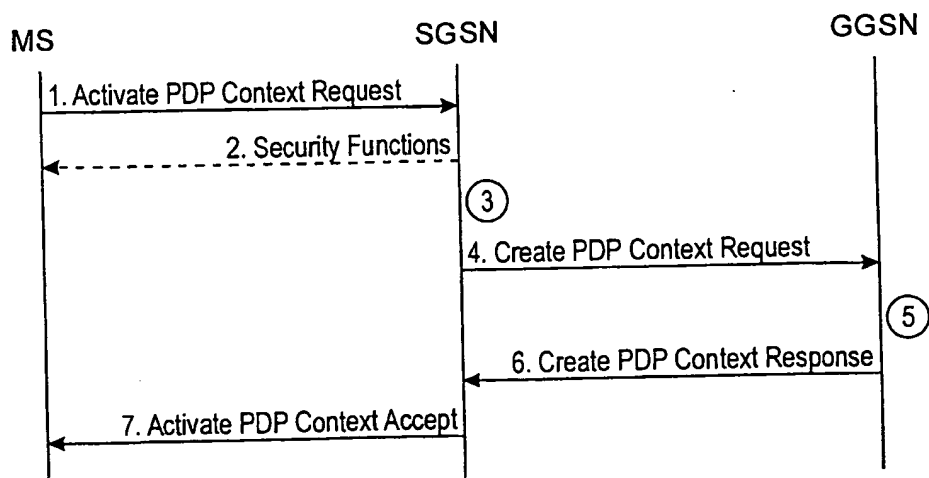 MS
SGSN
GGSN
1. Activate PDP Context Request
2. Security Functions
3
4. Create PDP Context Request
5
6. Create PDP Context Response
7. Activate PDP Context Accept